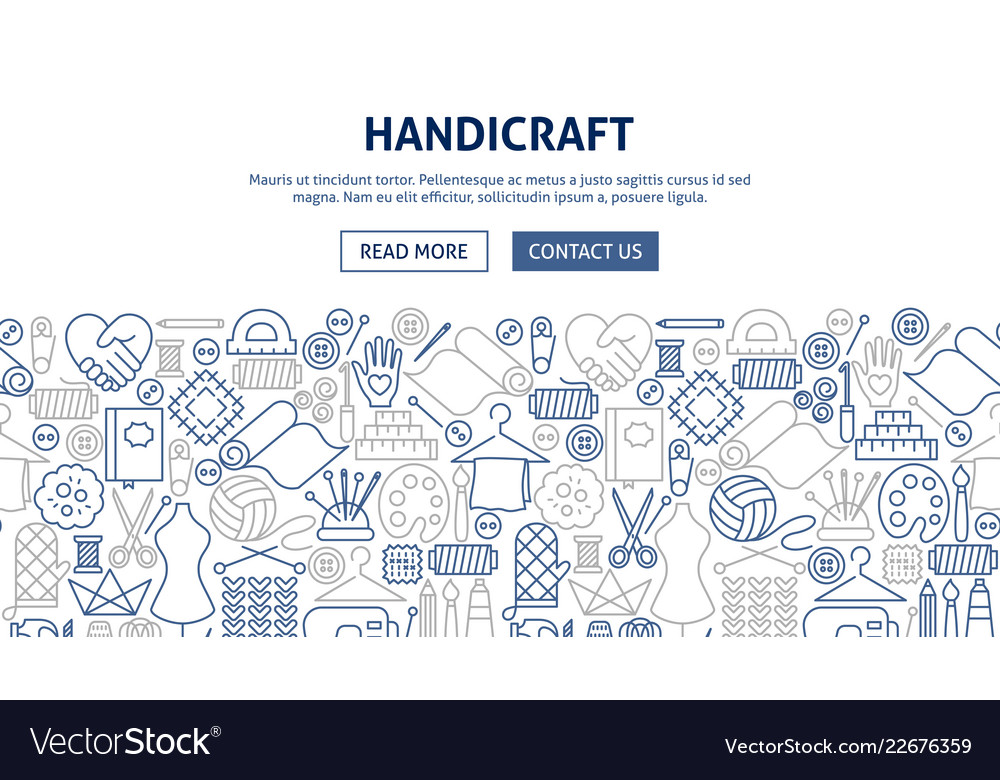 HANDICRAFT
Mauris ut tincidunt tortor. Pellentesque ac metus a justo sagittis cursus id sed
magna. Nam eu elit efficitur, sollicitudin ipsum a, posuere ligula.
READ MORE
CONTACT US
VectorStock®
VectorStock.com/22676359